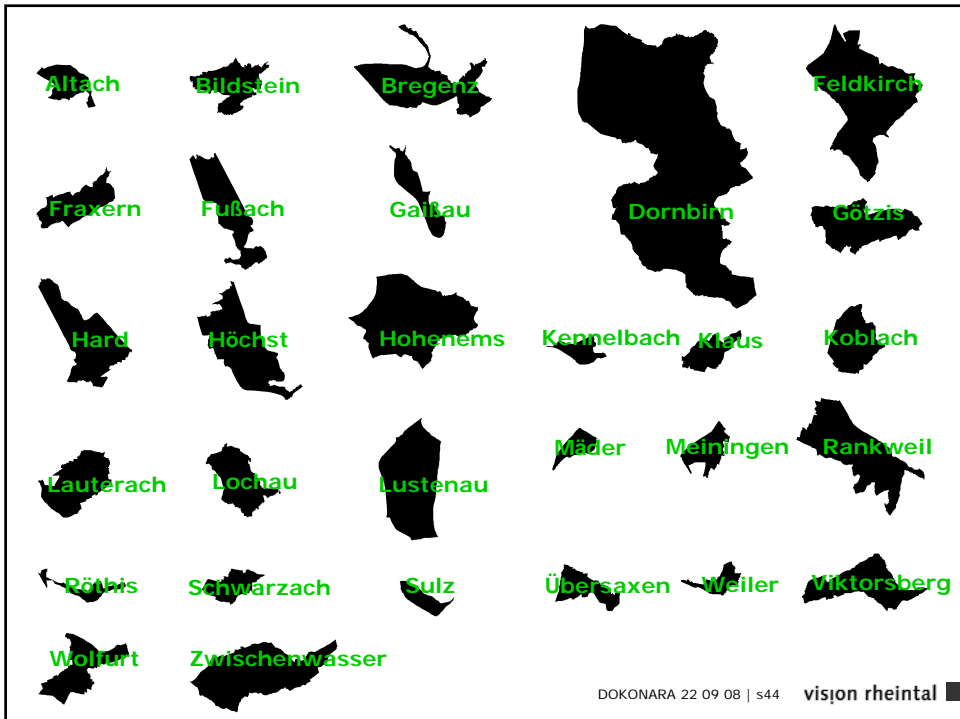 Altach
Bildstein
Bregenz
Feldkirch
Fraxern
Fußach
Gaißau
Dornbirn
Götzis
Hard
Höchst
Hohenems
Kennelbach
Klaus
Koblach
Lauterach
Lochau
Lustenau
Mäder
Meiningen
Rankweil
Röthis
Schwarzach
Sulz
Übersaxen
Weiler
Viktorsberg
Wolfurt
Zwischenwasser
DOKONARA 22 09 08 | s44
vision rheintal